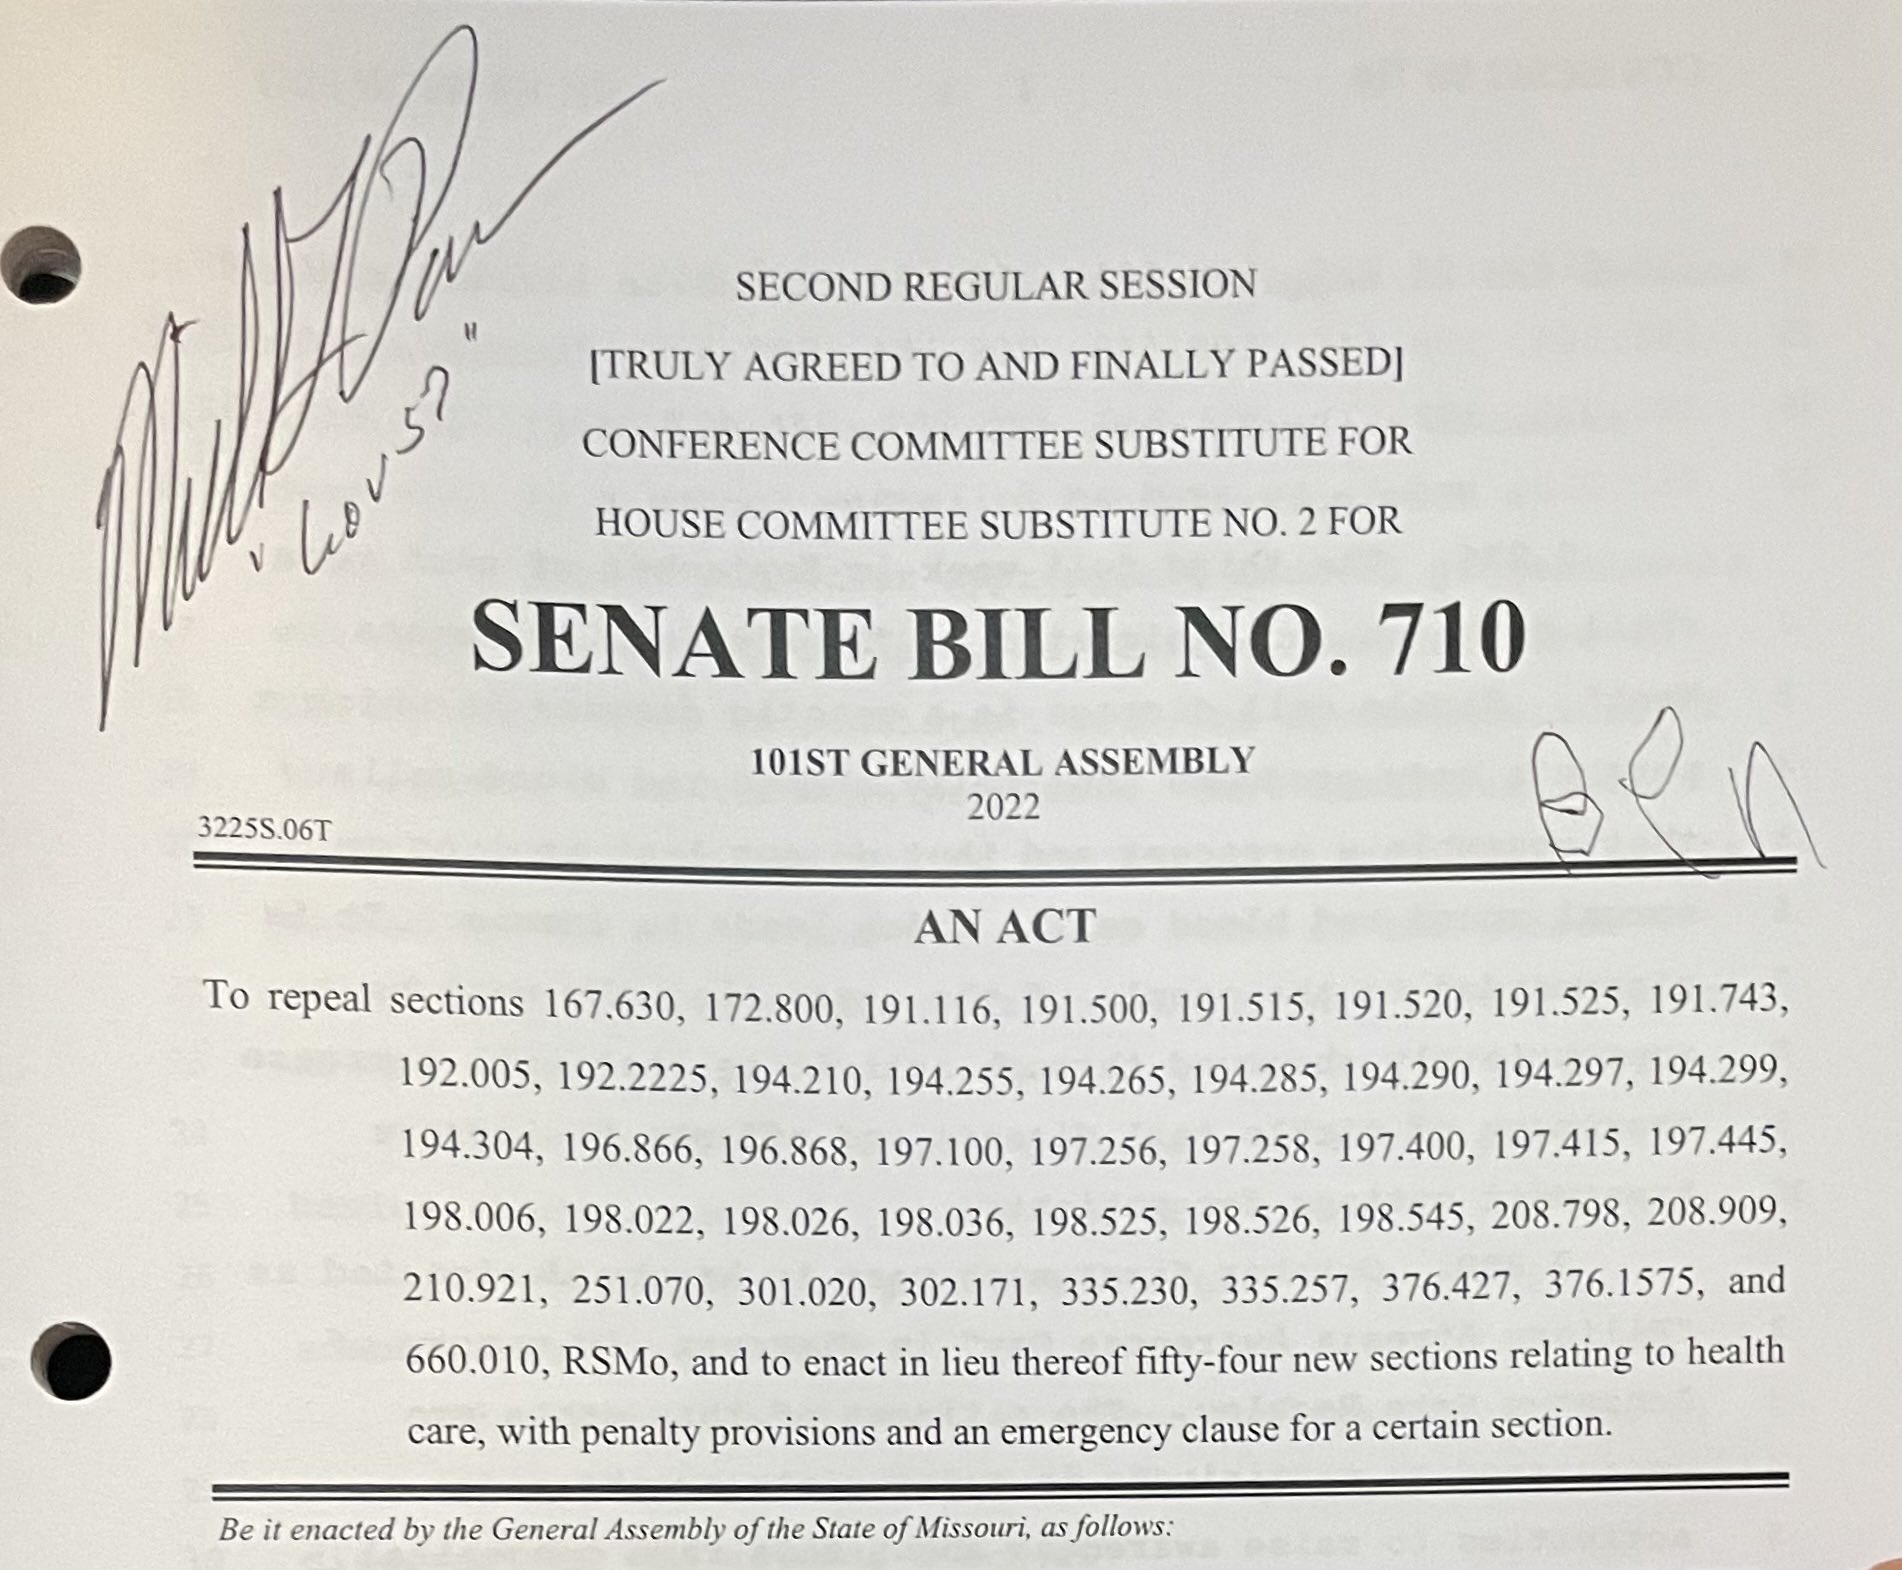 "Gov 57"
SECOND REGULAR SESSION
[TRULY AGREED TO AND FINALLY PASSED]
CONFERENCE COMMITTEE SUBSTITUTE FOR
HOUSE COMMITTEE SUBSTITUTE NO. 2 FOR
SENATE BILL NO. 710
101ST GENERAL ASSEMBLY
2022
3225S.06T
AN ACT
To repeal sections 167.630, 172.800, 191.116, 191.500, 191.515, 191.520, 191.525, 191.743,
192.005, 192.2225, 194.210, 194.255, 194.265, 194.285, 194.290, 194.297, 194.299,
194.304, 196.866, 196.868, 197.100, 197.256, 197.258, 197.400, 197.415, 197.445,
198.006, 198.022, 198.026, 198.036, 198.525, 198.526, 198.545, 208.798, 208.909,
210.921, 251.070, 301.020, 302.171, 335.230, 335.257, 376.427, 376.1575, and
660.010, RSMo, and to enact in lieu thereof fifty-four new sections relating to health
care, with penalty provisions and an emergency clause for a certain section.
Be it enacted by the General Assembly of the State of Missouri, as follows: